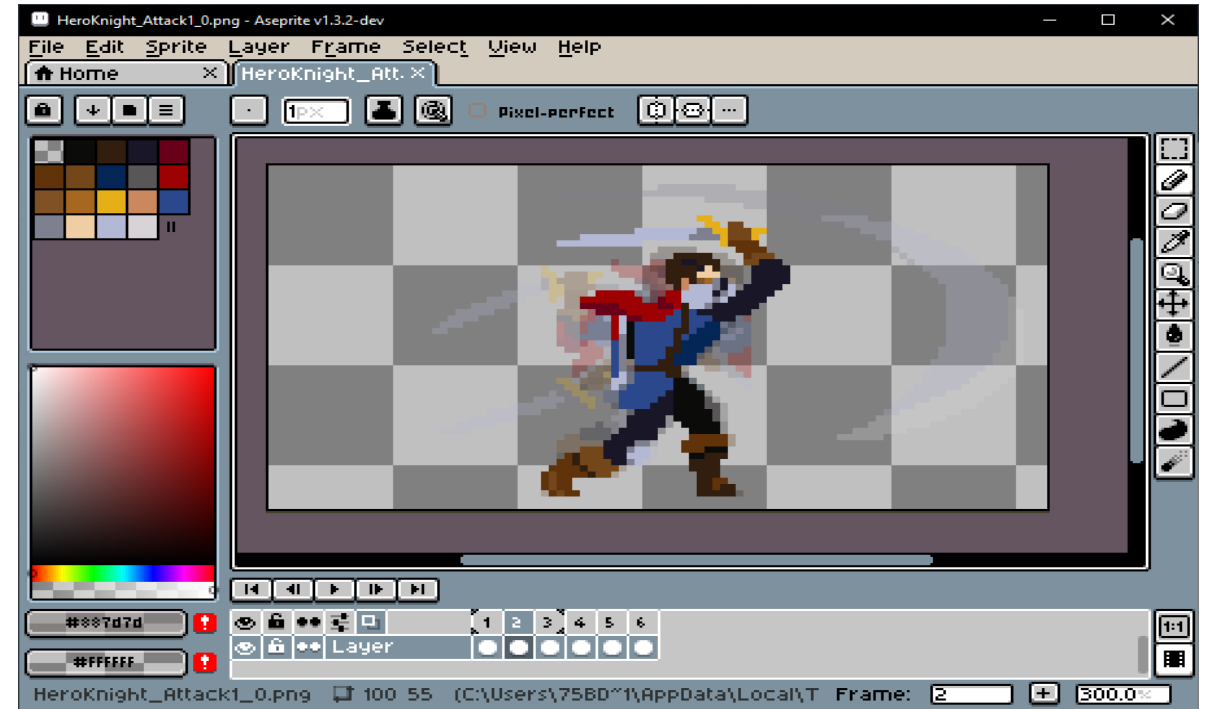 HeroKnight_Attack1_0.png - Aseprite v1.3.2-dev
File Edit Sprite Layer Frame Select View Help
Home HeroKnight_Att
1px Pixel-perfect
1 2 3 4 5 6
#887d7d
Layer
1:1
#FFFFFF
HeroKnight_Attack1_0.png 100 55 (C:\Users\75BD~1\AppData\Local\T Frame: 2 + 300.0%